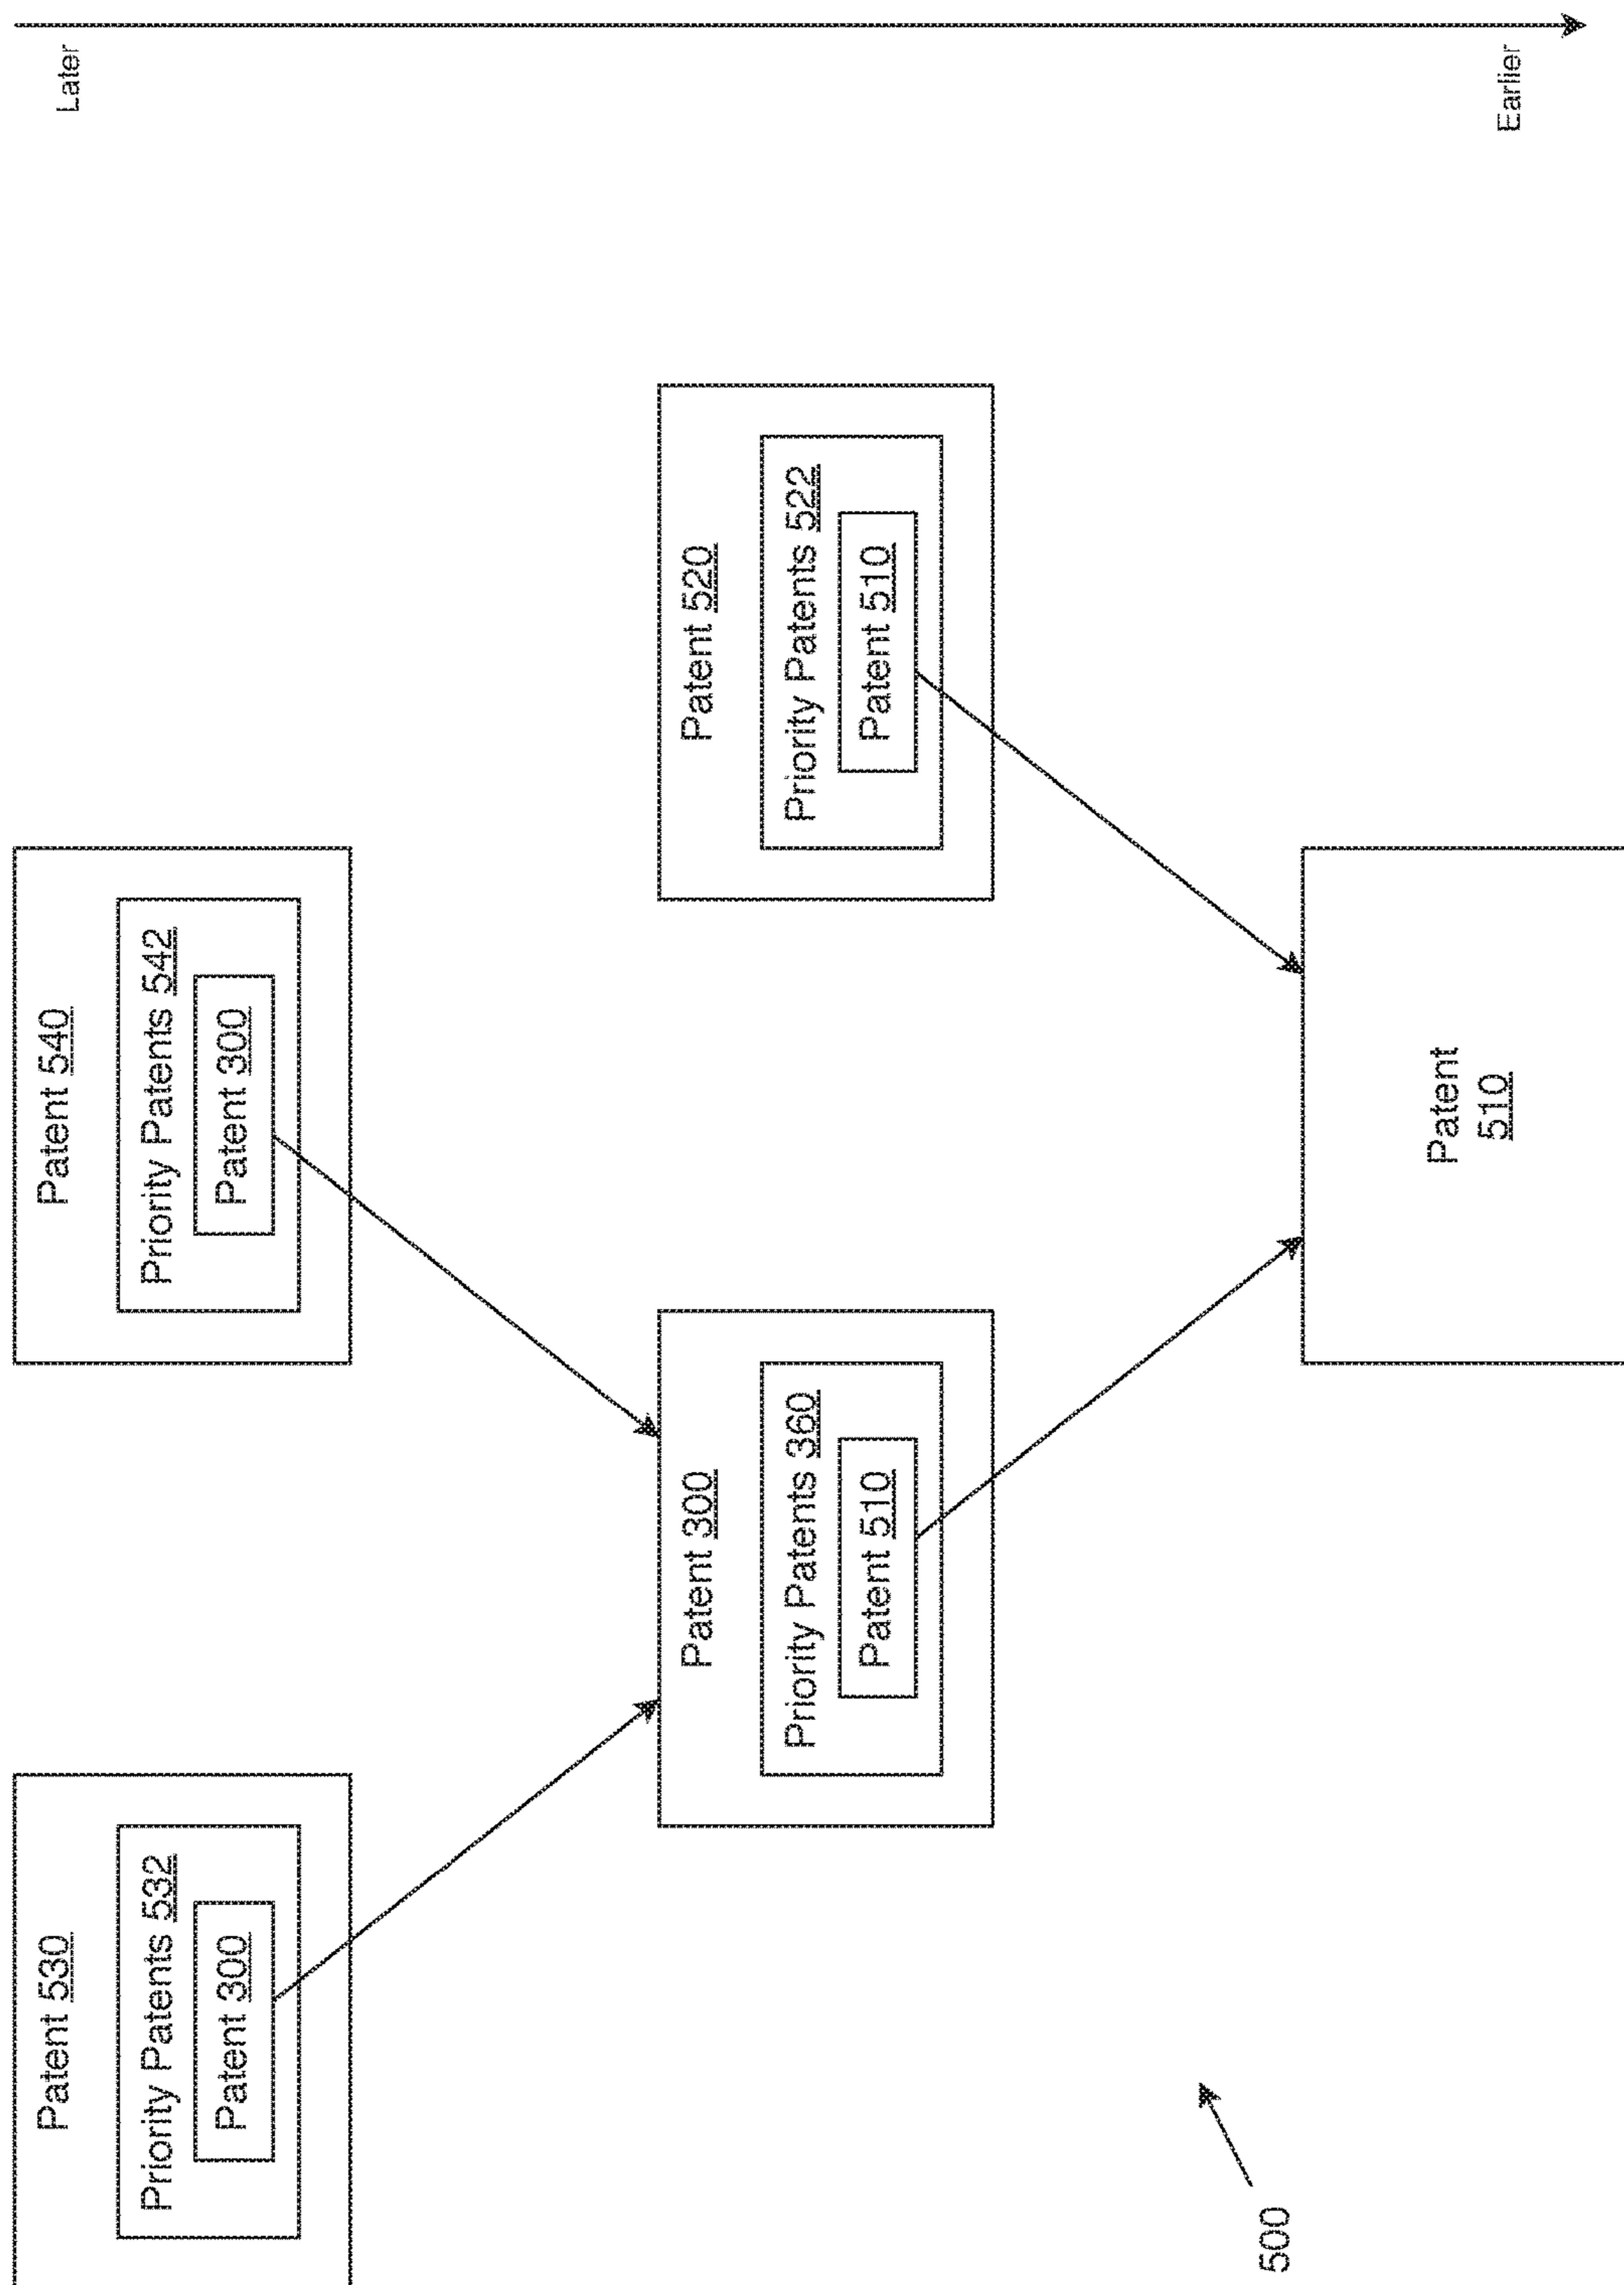 Patent 530
Priority Patents 532
Patent 300
Patent 540
Priority Patents 542
Patent 300
Later
Patent 300
Priority Patents 360
Patent 510
Patent 520
Priority Patents 522
Patent 510
500
Patent
510
Earlier